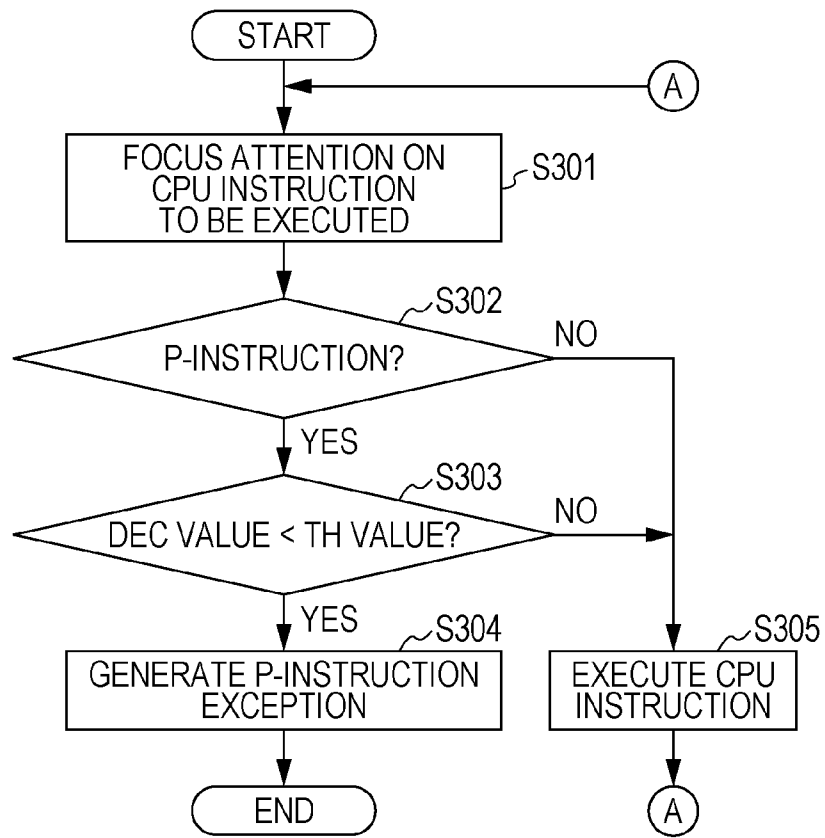 START
A
FOCUS ATTENTION ON
CPU INSTRUCTION
TO BE EXECUTED
S301
S302
P-INSTRUCTION?
NO
YES
S303
DEC VALUE < TH VALUE?
NO
YES
S304
GENERATE P-INSTRUCTION
EXCEPTION
S305
EXECUTE CPU
INSTRUCTION
END
A